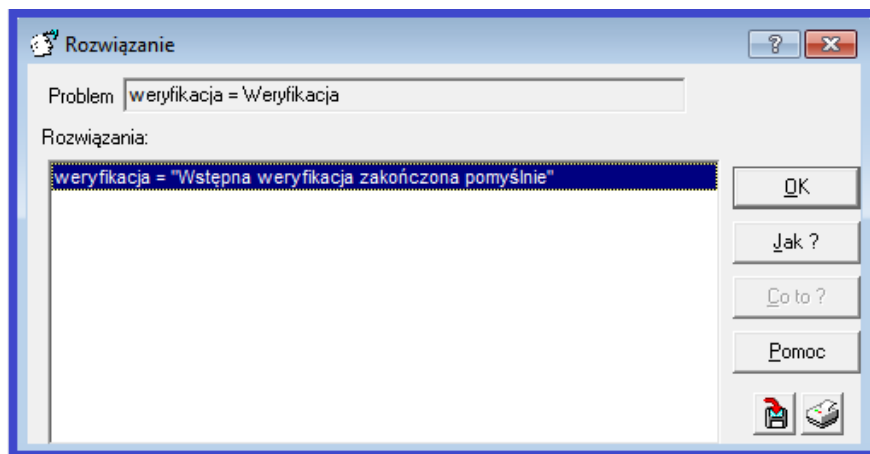 Rozwiązanie
Problem weryfikacja = Weryfikacja
Rozwiązania:
weryfikacja = "Wstępna weryfikacja zakończona pomyślnie"
OK
Jak ?
Co to ?
Pomoc